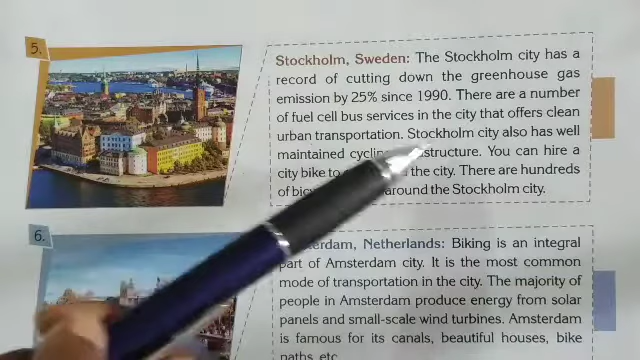 5.
Stockholm, Sweden: The Stockholm city has a
record of cutting down the greenhouse gas
emission by 25% since 1990. There are a number
of fuel cell bus services in the city that offers clean
urban transportation. Stockholm city also has well
maintained cycling structure. You can hire a
city bike to the city. There are hundreds
of around the Stockholm city.
6.
Netherlands: Biking is an integral
part of Amsterdam city. It is the most common
mode of transportation in the city. The majority of
people in Amsterdam produce energy from solar
panels and small-scale wind turbines. Amsterdam
is famous for its canals, beautiful houses, bike
paths, etc.